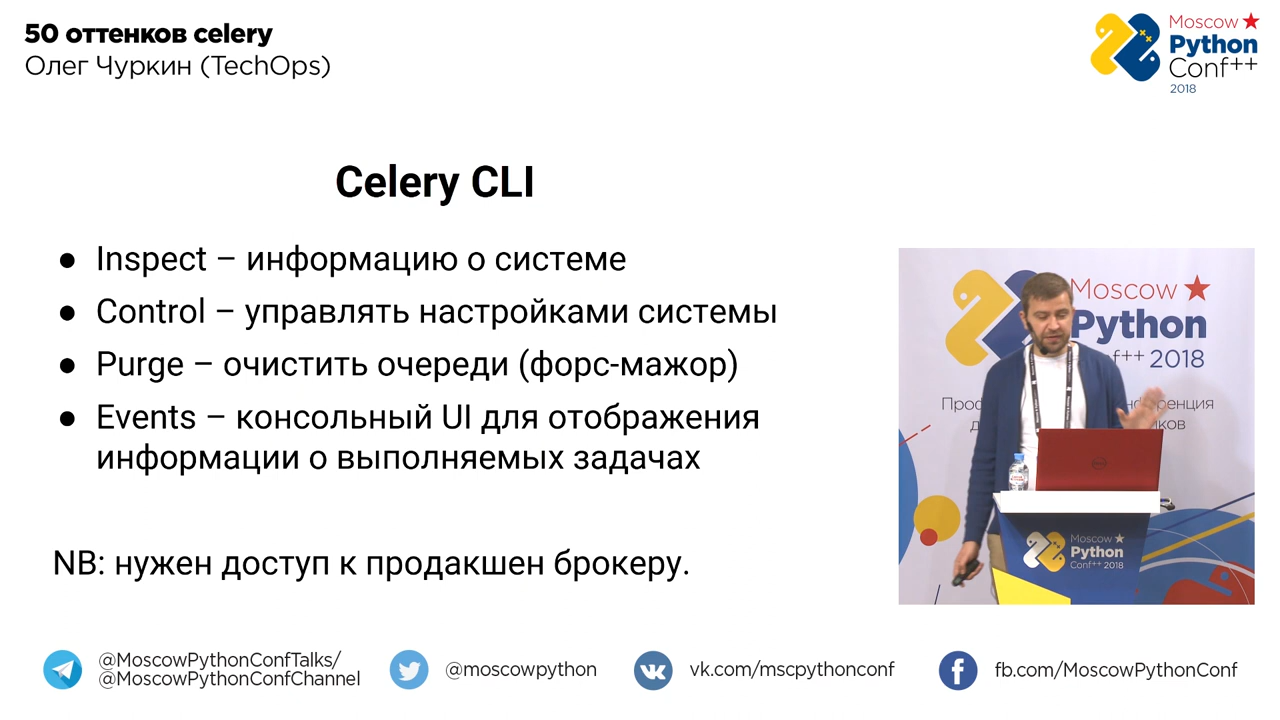 50 оттенков celery
Олег Чуркин (TechOps)
Moscow
Python
Conf++
2018
Celery CLI
● Inspect – информацию о системе
● Control – управлять настройками системы
● Purge – очистить очереди (форс-мажор)
● Events – консольный UI для отображения
информации о выполняемых задачах
NB: нужен доступ к продакшен брокеру.
Moscow
Python
Conf++ 2018
Moscow
Python
Conf++ 2018
@MoscowPythonConfTalks/
@MoscowPythonConfChannel
@moscowpython
vk.com/mscpythonconf
fb.com/MoscowPythonConf